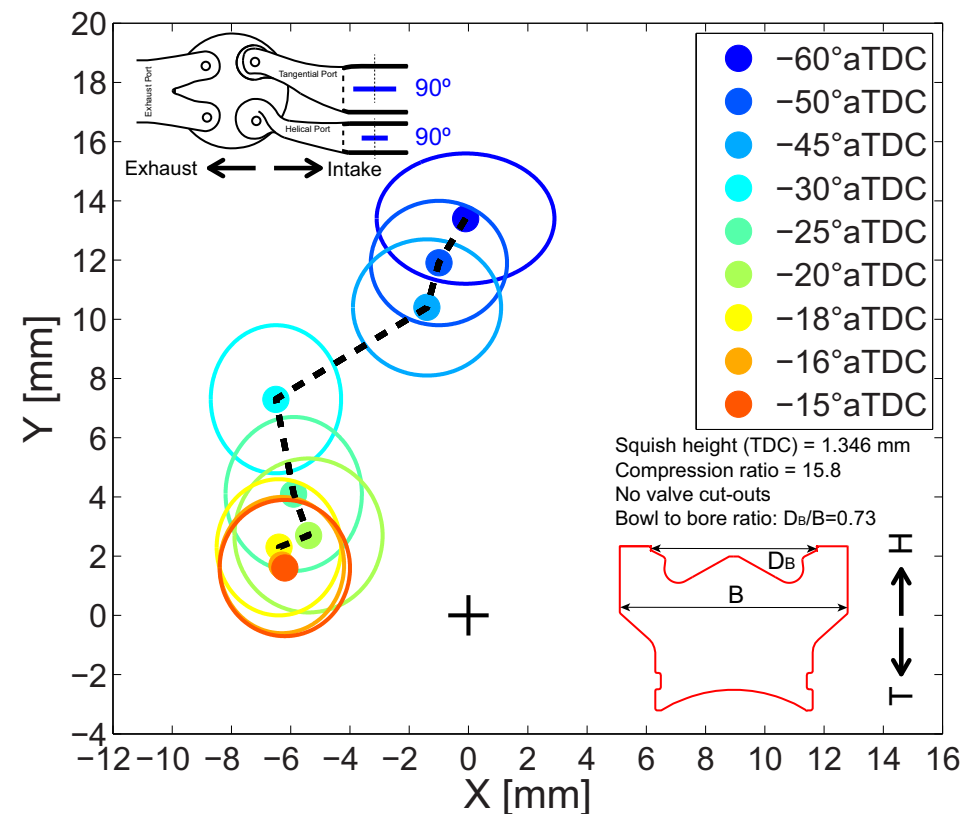 20
18
16
14
12
10
8
6
4
2
0
−2
−4
Y [mm]
−12 −10 −8 −6 −4 −2 0 2 4 6 8 10 12 14 16
X [mm]
Exhaust Port
Tangential Port
Helical Port
90º
90º
Exhaust
Intake
−60°aTDC
−50°aTDC
−45°aTDC
−30°aTDC
−25°aTDC
−20°aTDC
−18°aTDC
−16°aTDC
−15°aTDC
Squish height (TDC) = 1.346 mm
Compression ratio = 15.8
No valve cut-outs
Bowl to bore ratio: DB/B=0.73
DB
B
H
T